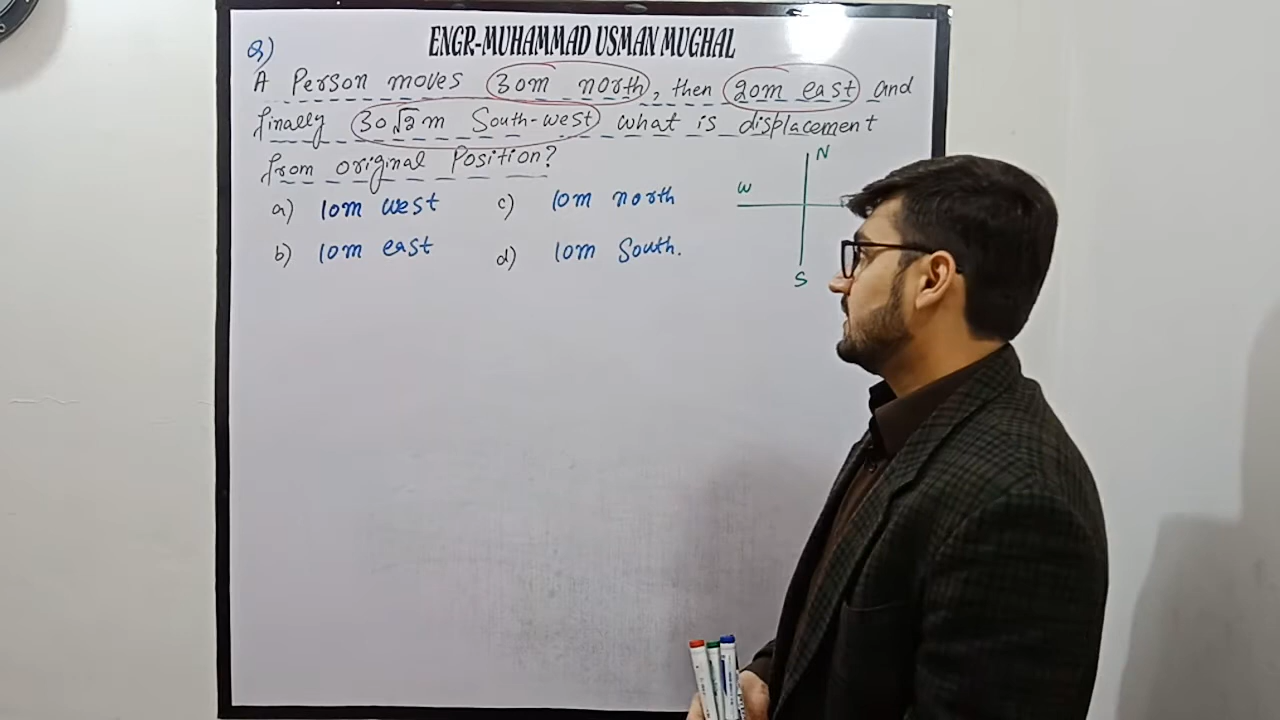 ENGR-MUHAMMAD USMAN MUGHAL
Q)
A Person moves 30m north, then 20m east and
finally 30√2 m South-west what is displacement
from original Position?
a) 10m west c) 10m north
b) 10m east d) 10m South.
N
W
S